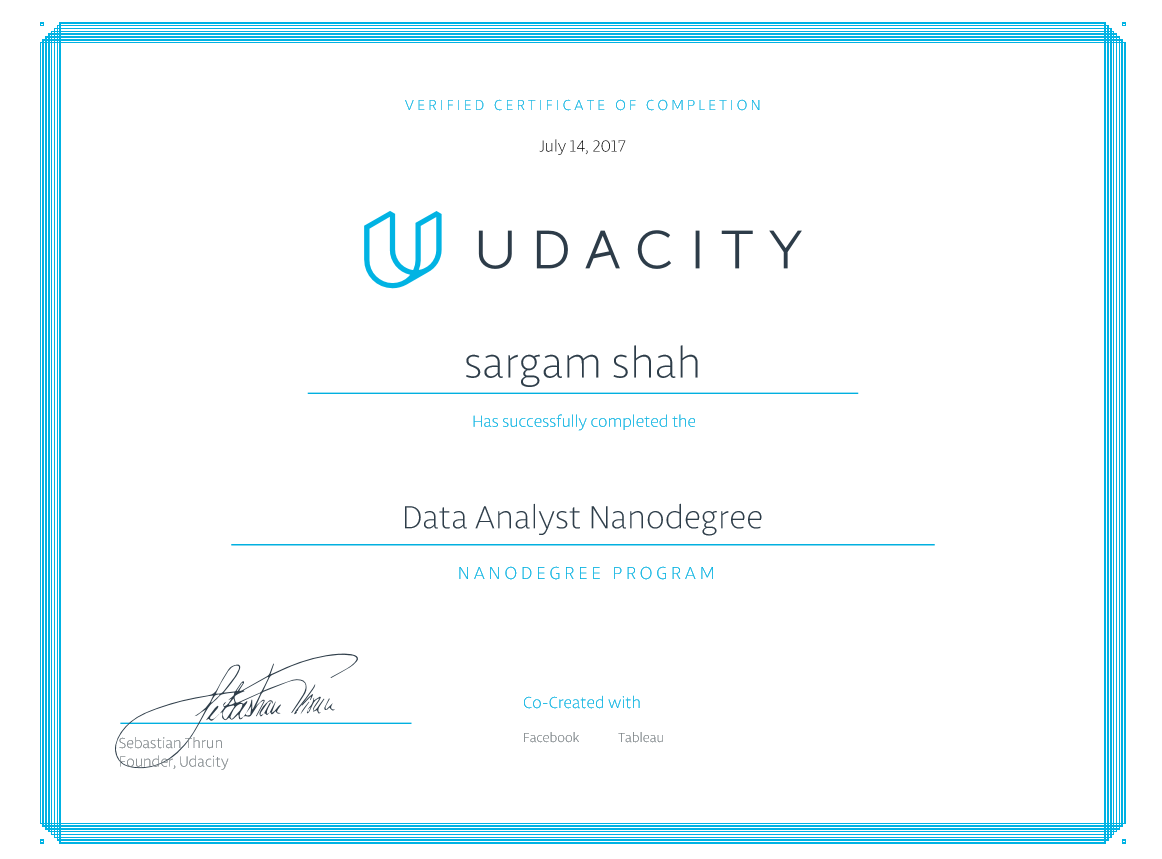 VERIFIED CERTIFICATE OF COMPLETION
July 14, 2017
UDACITY
sargam shah
Has successfully completed the
Data Analyst Nanodegree
NANODEGREE PROGRAM
Sebastian Thrun
Sebastian Thrun
Founder, Udacity
Co-Created with
Facebook Tableau